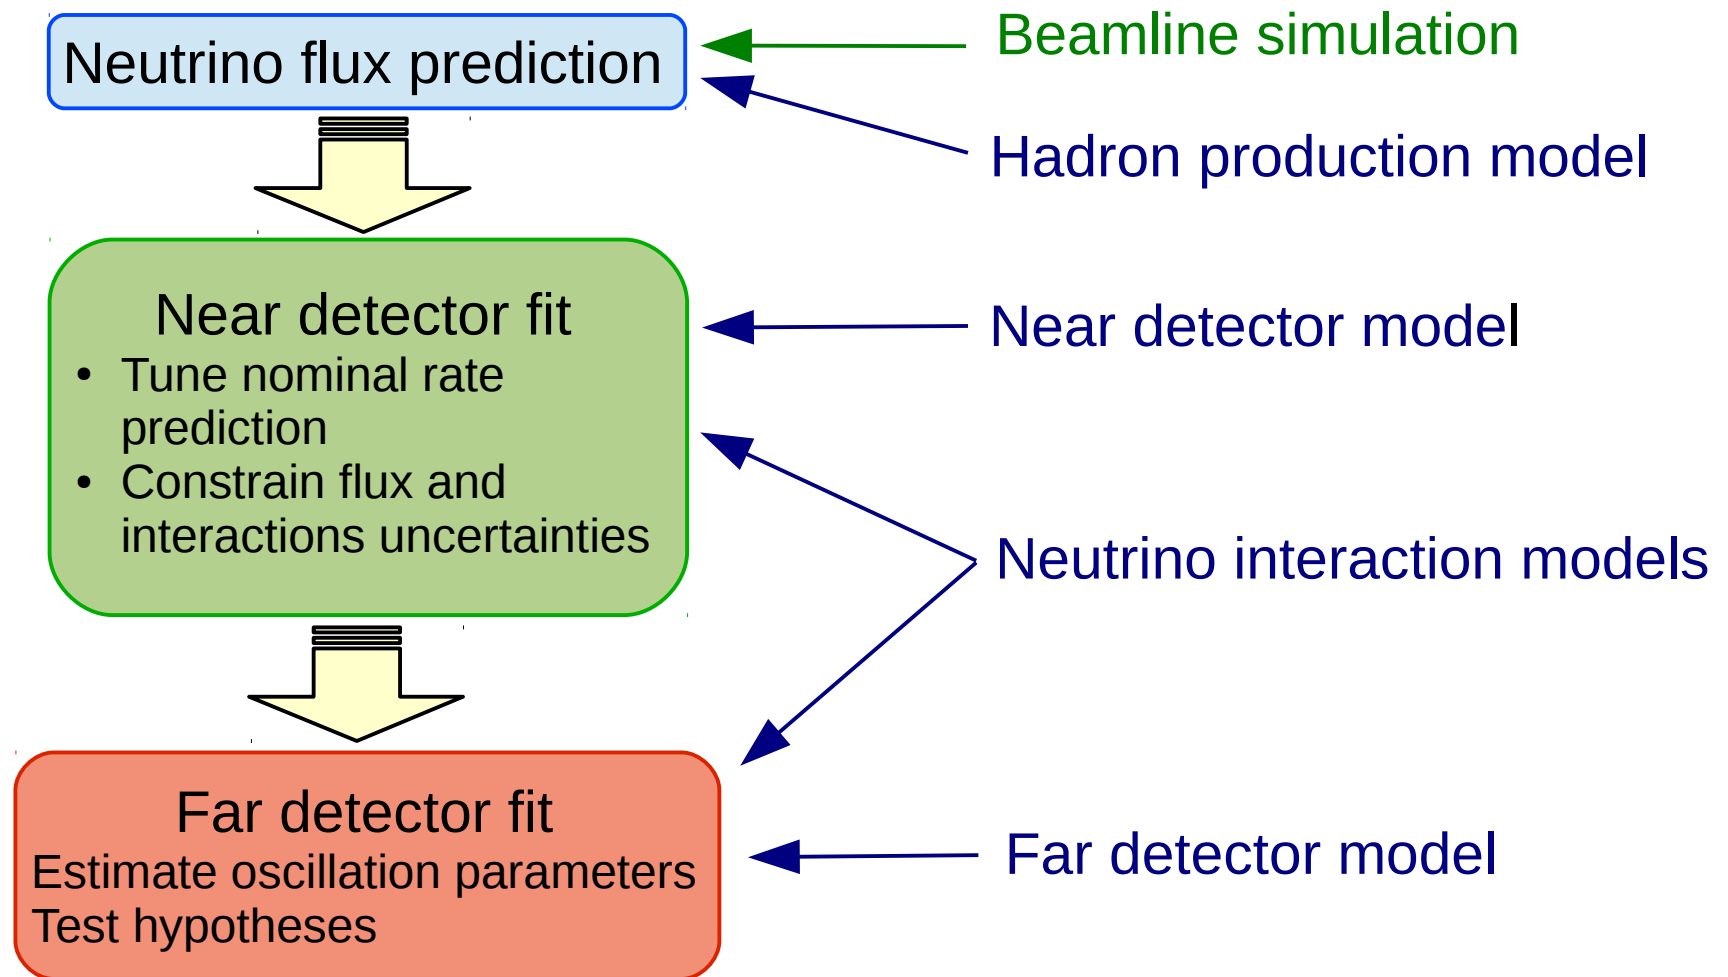 Neutrino flux prediction
Beamline simulation
Hadron production model
Near detector fit
• Tune nominal rate
prediction
• Constrain flux and
interactions uncertainties
Near detector model
Neutrino interaction models
Far detector fit
Estimate oscillation parameters
Test hypotheses
Far detector model